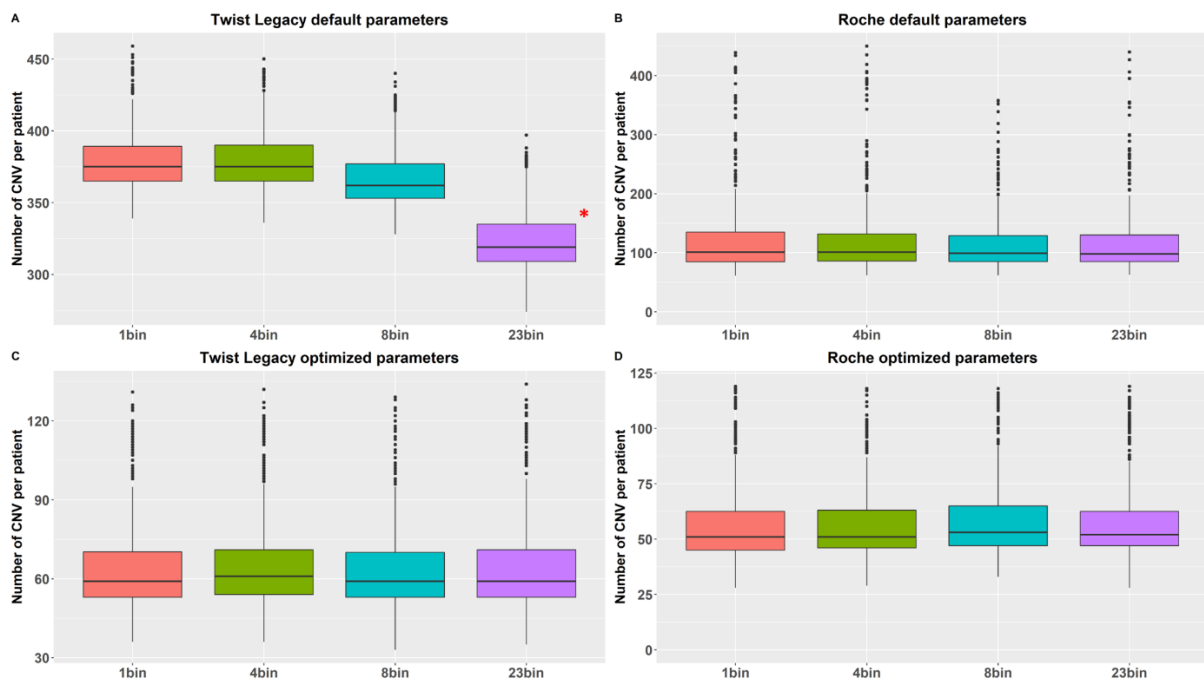 A
Twist Legacy default parameters
Number of CNV per patient
450
400
350
300
*
1bin
4bin
8bin
23bin
B
Roche default parameters
Number of CNV per patient
400
300
200
100
0
1bin
4bin
8bin
23bin
C
Twist Legacy optimized parameters
Number of CNV per patient
120
90
60
30
1bin
4bin
8bin
23bin
D
Roche optimized parameters
Number of CNV per patient
125
100
75
50
25
0
1bin
4bin
8bin
23bin